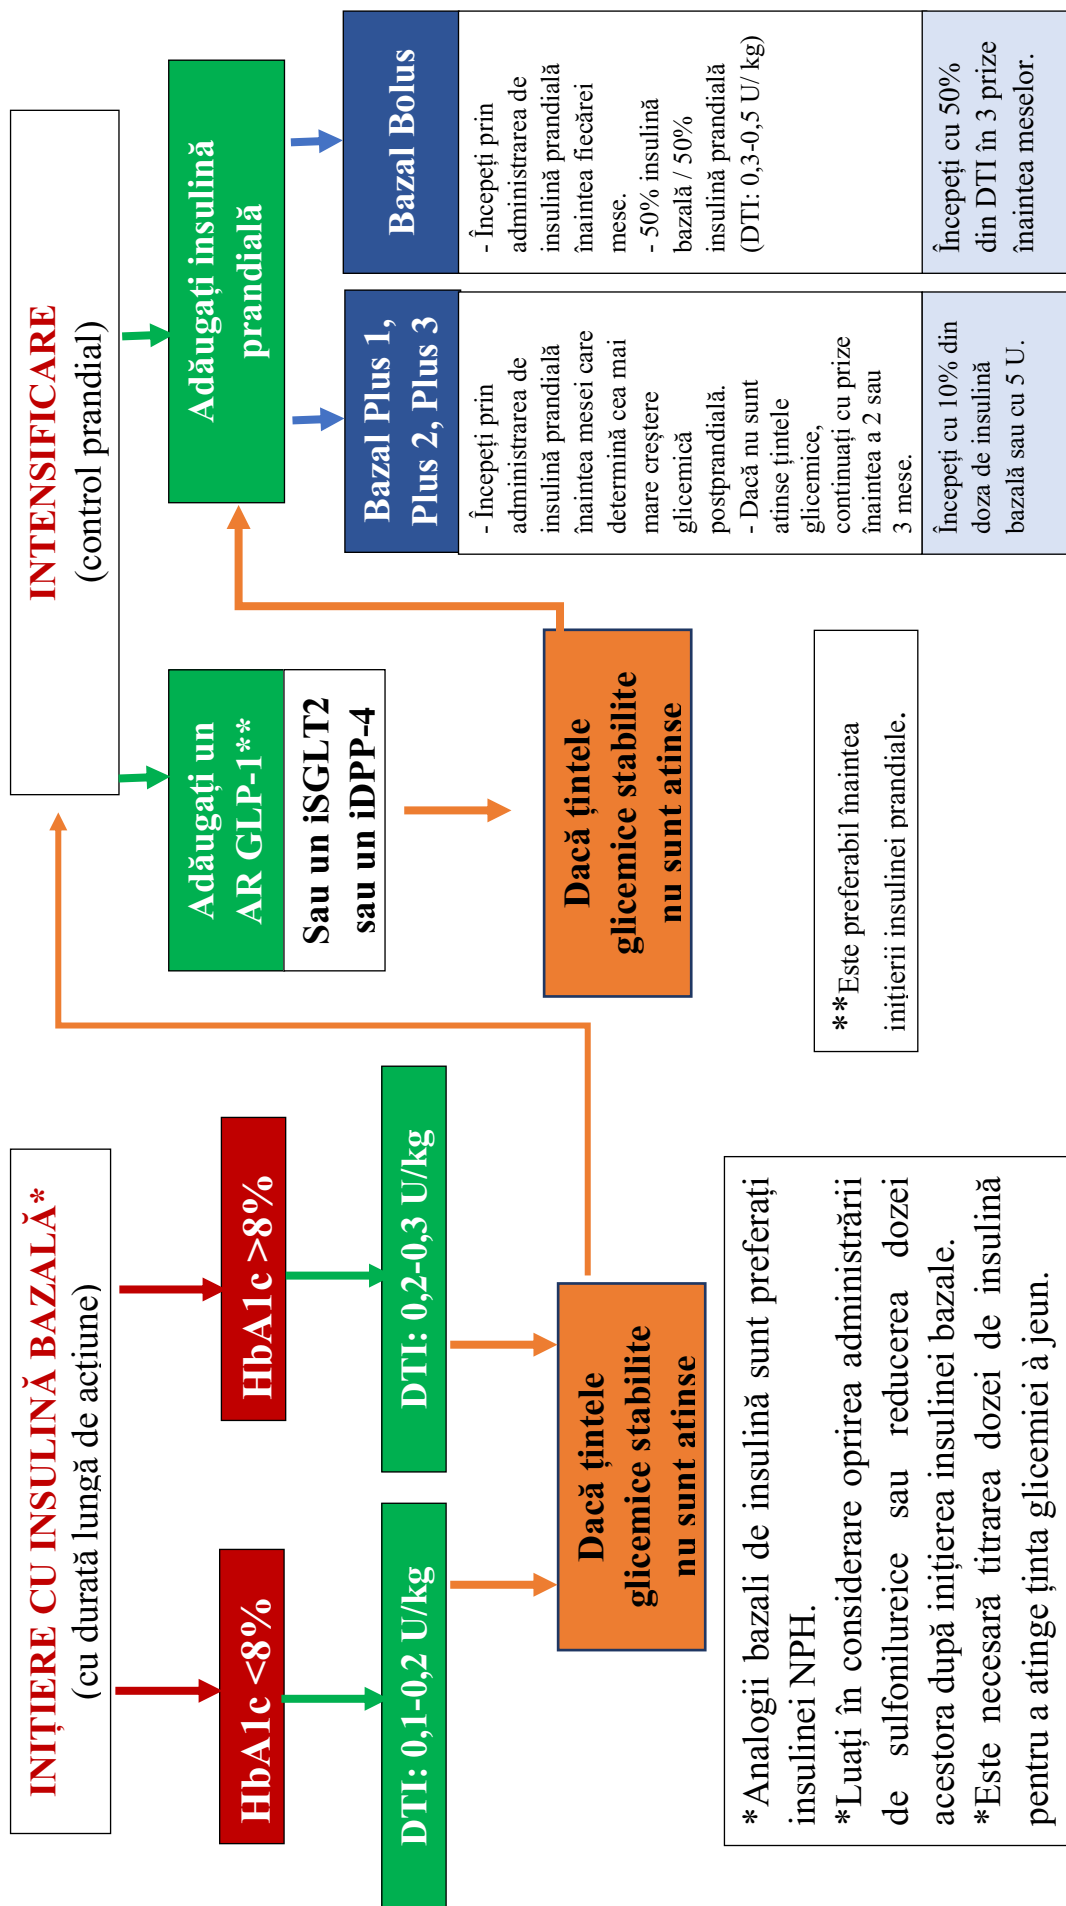 INIȚIERE CU INSULINĂ BAZALĂ*
(cu durată lungă de acțiune)
HbA1c <8%
HbA1c >8%
DTI: 0,1-0,2 U/kg
DTI: 0,2-0,3 U/kg
Dacă țintele
glicemice stabilite
nu sunt atinse
*Analogii bazali de insulină sunt preferați
insulinei NPH.
*Luați în considerare oprirea administrării
de sulfonilureice sau reducerea dozei
acestora după inițierea insulinei bazale.
*Este necesară titrarea dozei de insulină
pentru a atinge ținta glicemiei à jeun.
INTENSIFICARE
(control prandial)
Adăugați un
AR GLP-1**
Sau un iSGLT2
sau un iDPP-4
Dacă țintele
glicemice stabilite
nu sunt atinse
**Este preferabil înaintea
inițierii insulinei prandiale.
Adăugați insulină
prandială
Bazal Plus 1,
Plus 2, Plus 3
- Începeți prin
administrarea de
insulină prandială
înaintea mesei care
determină cea mai
mare creștere
glicemică
postprandială.
- Dacă nu sunt
atinse țintele
glicemice,
continuați cu prize
înaintea a 2 sau
3 mese.
Începeți cu 10% din
doza de insulină
bazală sau cu 5 U.
Bazal Bolus
- Începeți prin
administrarea de
insulină prandială
înaintea fiecărei
mese.
- 50% insulină
bazală / 50%
insulină prandială
(DTI: 0,3-0,5 U/ kg)
Începeți cu 50%
din DTI în 3 prize
înaintea meselor.